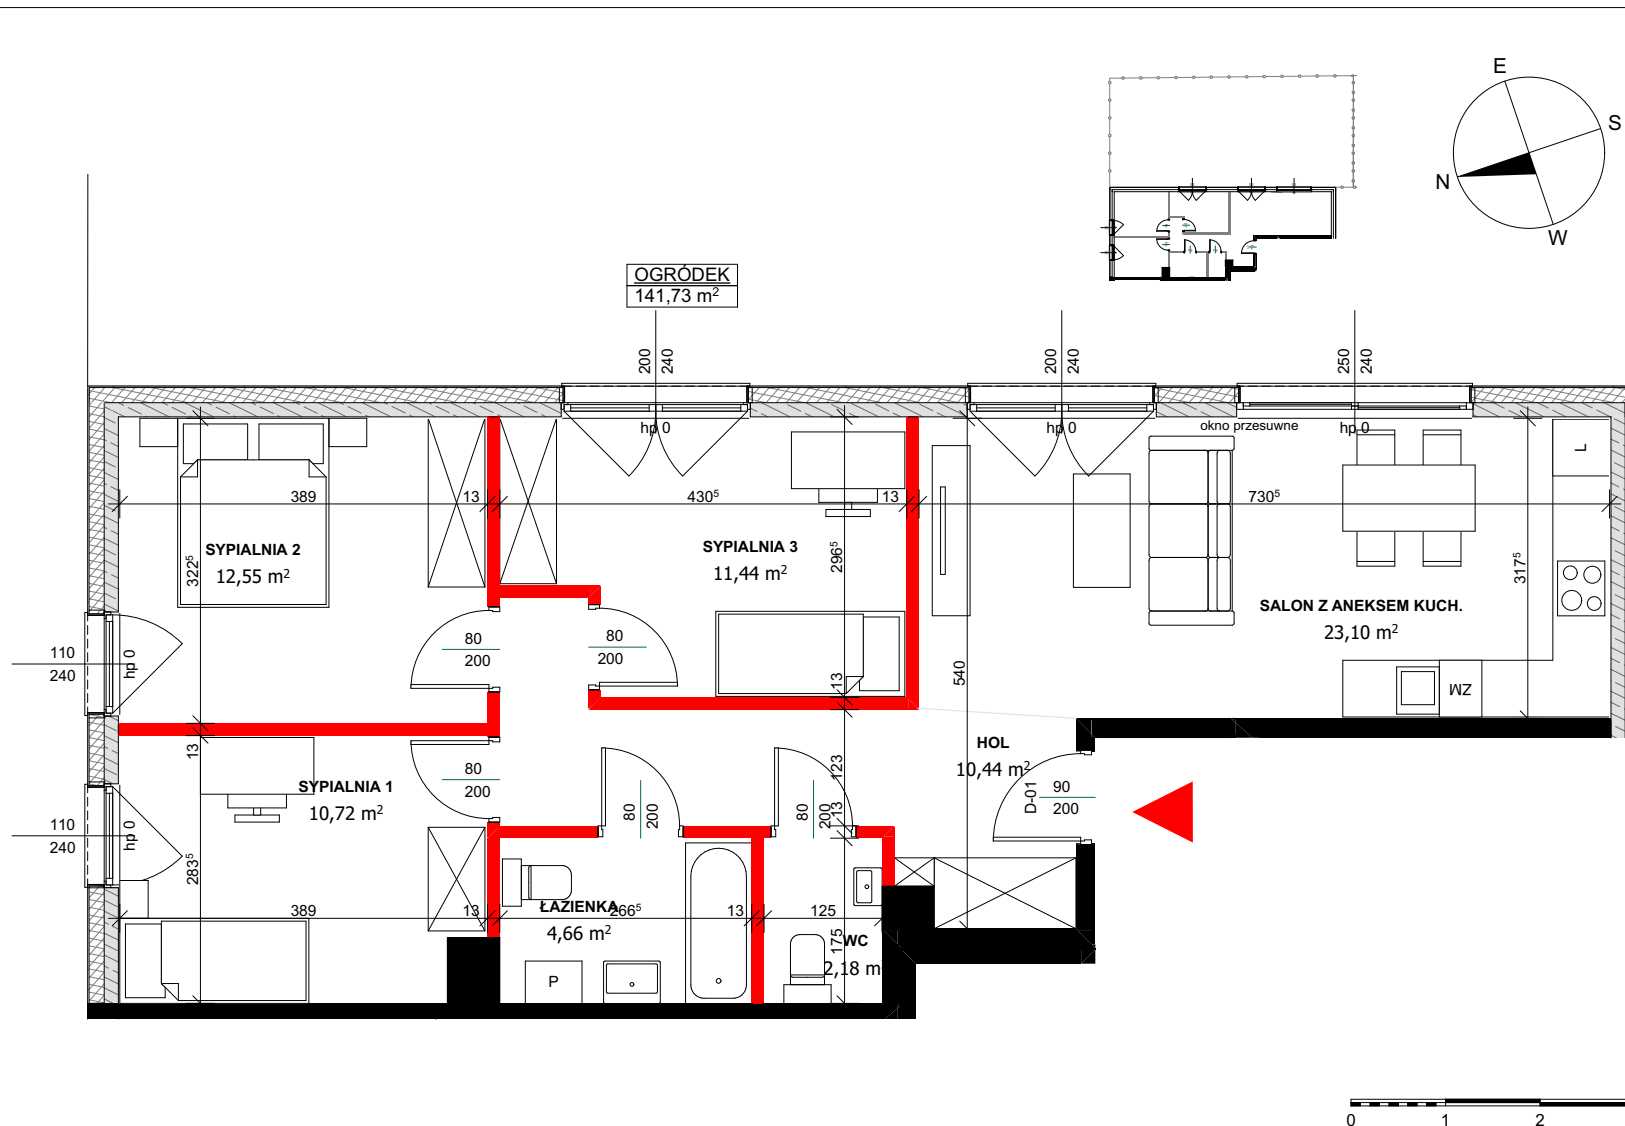 E
S
N
W
OGRÓDEK
141,73 m²
200
240
200
240
250
240
hp 0
hp 0
okno przesuwne
hp 0
L
389
13
430⁵
13
730⁵
SYPIALNIA 2
12,55 m²
322⁵
SYPIALNIA 3
11,44 m²
296⁵
317⁵
SALON Z ANEKSEM KUCH.
23,10 m²
80
200
80
200
110
240
hp 0
13
540
ZM
HOL
10,44 m²
13
SYPIALNIA 1
10,72 m²
80
200
123
D-01
90
200
80
200
80
200
13
110
240
hp 0
283⁵
389
13
ŁAZIENKA
266⁵
4,66 m²
13
125
WC
2,18 m
175
P
0
1
2